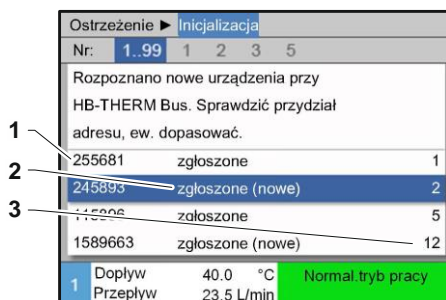 Ostrzeżenie ► Inicjalizacja
Nr: 1..99 1 2 3 5
Rozpoznano nowe urządzenia przy
HB-THERM Bus. Sprawdzić przydział
adresu, ew. dopasować.
1
255681 zgłoszone 1
2
245893 zgłoszone (nowe) 2
3
zgłoszone 5
1589663 zgłoszone (nowe) 12
1 Dopływ 40.0 °C Normal.tryb pracy
Przepływ 23.5 L/min